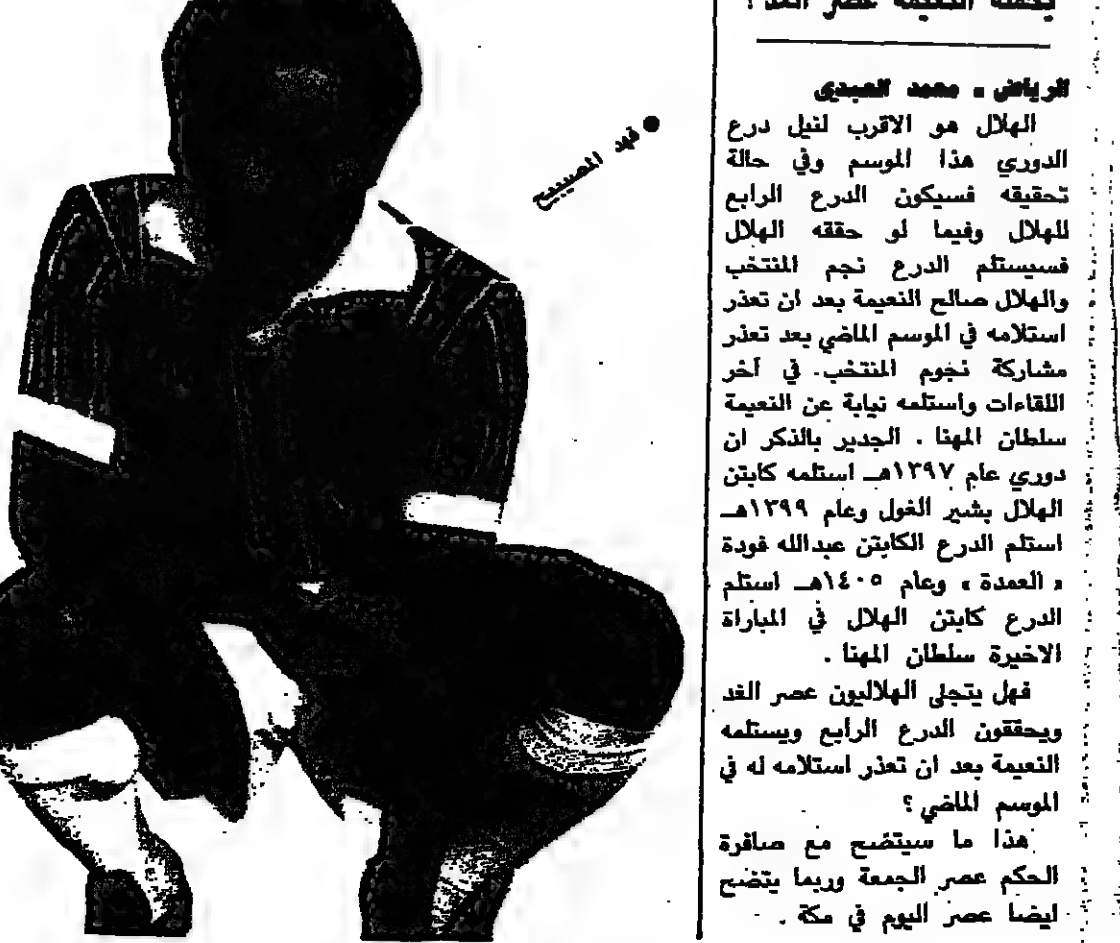 يحمله النعيمة عصر الغد ؟
الرياض ـ محمد العبدي
الهلال هو الاقرب لنيل درع
الدوري هذا الموسم وفي حالة
تحقيقه فسيكون الدرع الرابع
للهلال وفيما لو حققه الهلال
فسيستلم الدرع نجم المنتخب
والهلال صالح النعيمة بعد ان تعذر
استلامه في الموسم الماضي بعد تعذر
مشاركة نجوم المنتخب. في أخر
اللقاءات واستلمه نيابة عن النعيمة
سلطان المهنا . الجدير بالذكر ان
دوري عام ١٣٩٧هـ استلمه كابتن
الهلال بشير الغول وعام ١٣٩٩هـ
استلم الدرع الكابتن عبدالله فودة
« العمدة » وعام ١٤٠٥هـ استلم
الدرع كابتن الهلال في المباراة
الاخيرة سلطان المهنا .
فهل يتجلى الهلاليون عصر الغد
ويحققون الدرع الرابع ويستلمه
النعيمة بعد ان تعذر استلامه له في
الموسم الماضي ؟
هذا ما سيتضح مع صافرة
الحكم عصر الجمعة وربما يتضح
ايضا عصر اليوم في مكة .
● فهد المصيبيح